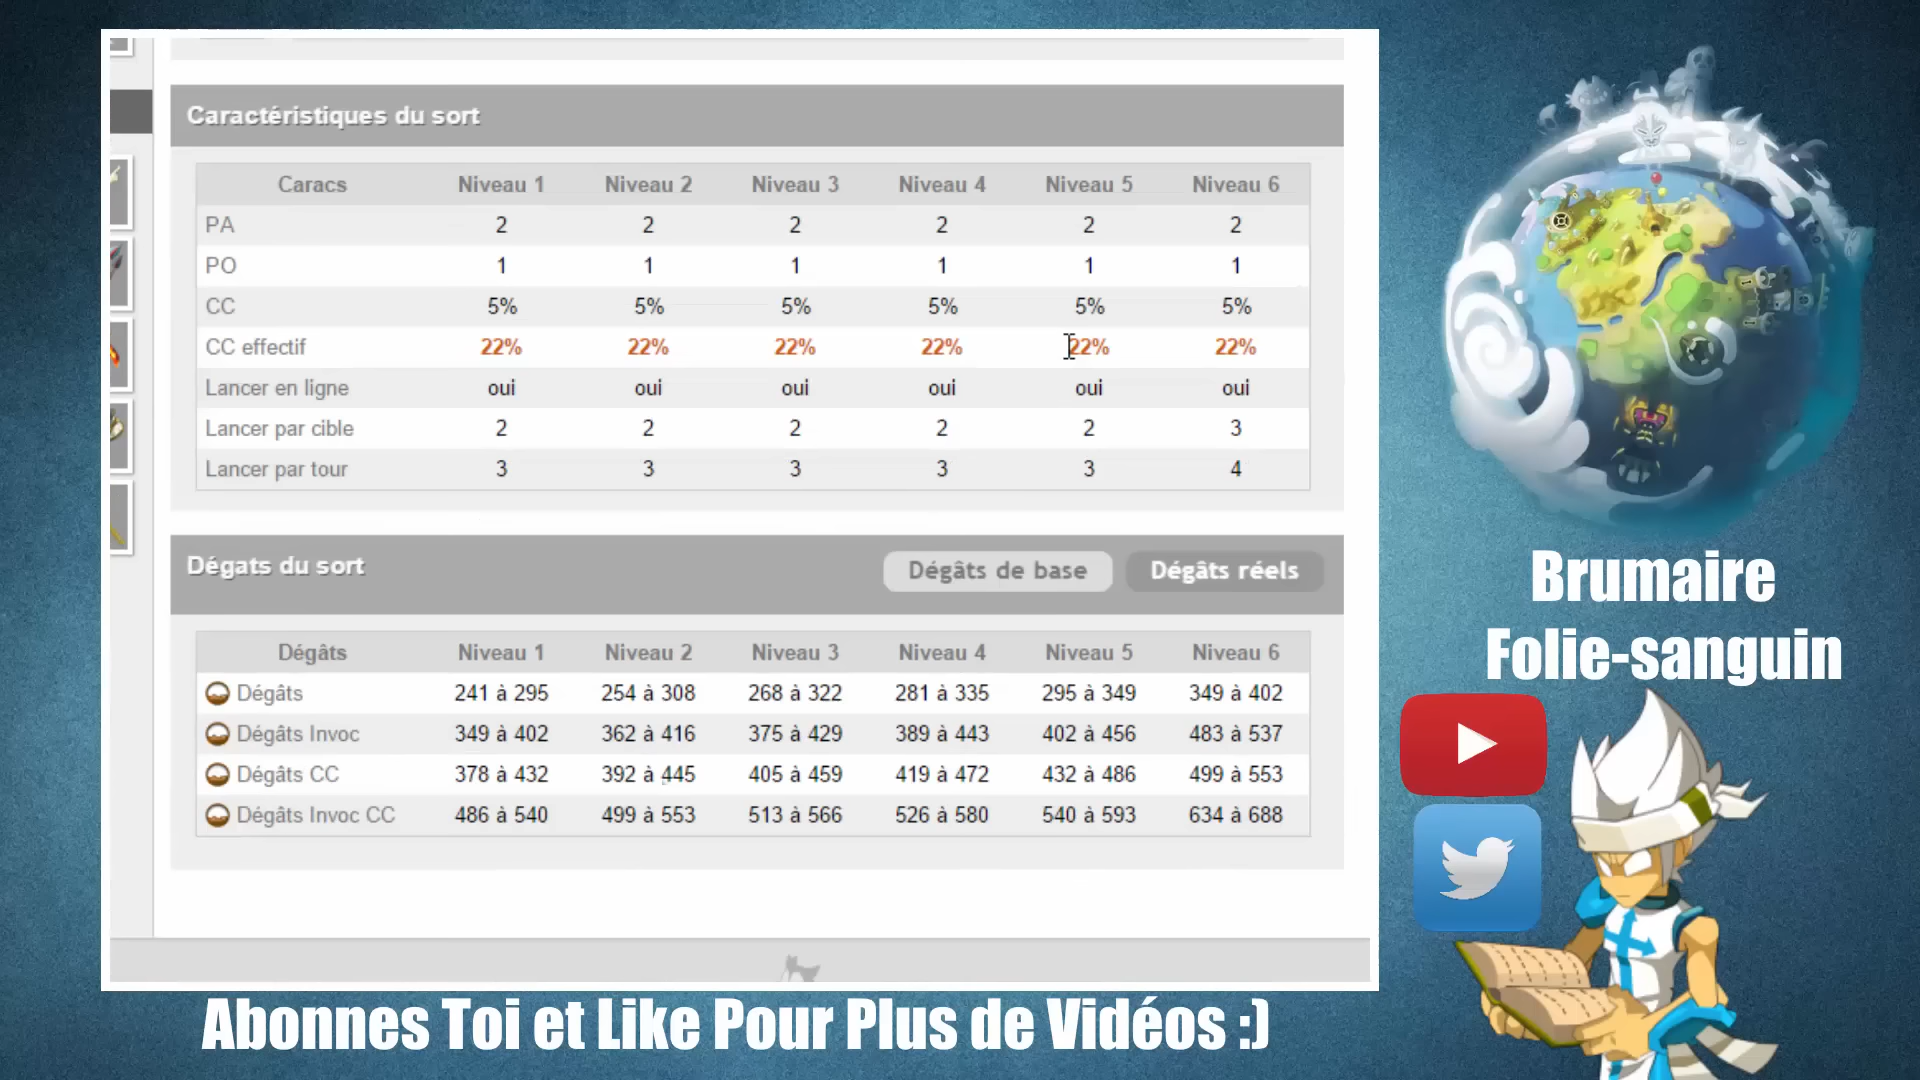 Caractéristiques du sort
Caracs Niveau 1 Niveau 2 Niveau 3 Niveau 4 Niveau 5 Niveau 6
PA 2 2 2 2 2 2
PO 1 1 1 1 1 1
CC 5% 5% 5% 5% 5% 5%
CC effectif 22% 22% 22% 22% 22% 22%
Lancer en ligne oui oui oui oui oui oui
Lancer par cible 2 2 2 2 2 3
Lancer par tour 3 3 3 3 3 4
Dégats du sort Dégâts de base Dégâts réels
Dégâts Niveau 1 Niveau 2 Niveau 3 Niveau 4 Niveau 5 Niveau 6
Dégâts 241 à 295 254 à 308 268 à 322 281 à 335 295 à 349 349 à 402
Dégâts Invoc 349 à 402 362 à 416 375 à 429 389 à 443 402 à 456 483 à 537
Dégâts CC 378 à 432 392 à 445 405 à 459 419 à 472 432 à 486 499 à 553
Dégâts Invoc CC 486 à 540 499 à 553 513 à 566 526 à 580 540 à 593 634 à 688
Brumaire
Folie-sanguin
Abonnes Toi et Like Pour Plus de Vidéos :)